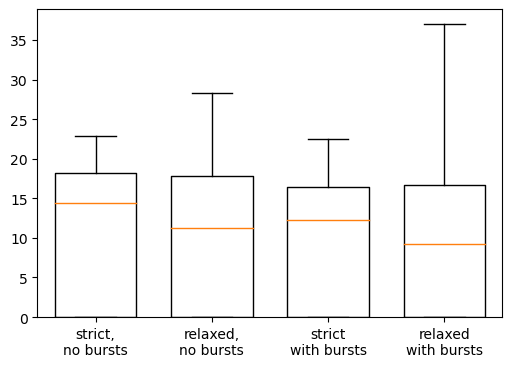 35
30
25
20
15
10
5
0
strict,
no bursts
relaxed,
no bursts
strict
with bursts
relaxed
with bursts